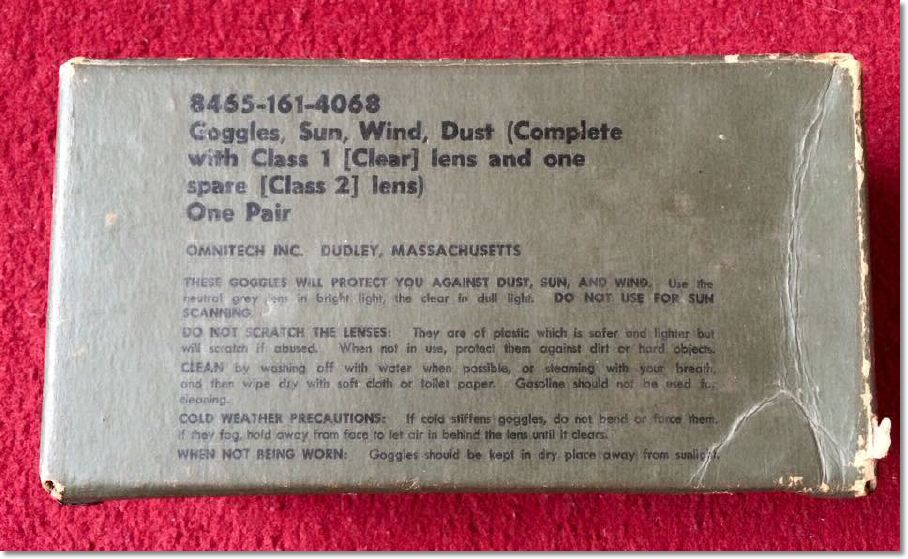 8465-161-4068
Goggles, Sun, Wind, Dust (Complete
with Class 1 [Clear] lens and one
spare [Class 2] lens)
One Pair
OMNITECH INC. DUDLEY, MASSACHUSETTS
THESE GOGGLES WILL PROTECT YOU AGAINST DUST, SUN, AND WIND. Use the
neutral grey lens in bright light, the clear in dull light. DO NOT USE FOR SUN
SCANNING.
DO NOT SCRATCH THE LENSES: They are of plastic which is safer and lighter but
will scratch if abused. When not in use, protect them against dirt or hard objects.
CLEAN by washing off with water when possible, or steaming with your breath,
and then wipe dry with soft cloth or toilet paper. Gasoline should not be used for
cleaning.
COLD WEATHER PRECAUTIONS: If cold stiffens goggles, do not bend or force them.
If they fog, hold away from face to let air in behind the lens until it clears.
WHEN NOT BEING WORN: Goggles should be kept in dry place away from sunlight.